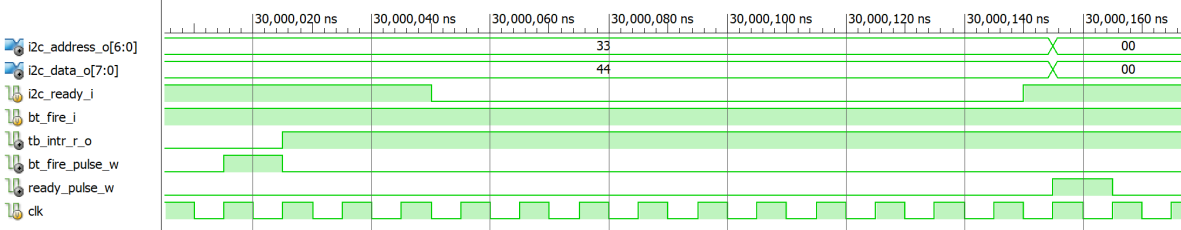 30,000,020 ns 30,000,040 ns 30,000,060 ns 30,000,080 ns 30,000,100 ns 30,000,120 ns 30,000,140 ns 30,000,160 ns
i2c_address_o[6:0] 33 00
i2c_data_o[7:0] 44 00
i2c_ready_i
bt_fire_i
tb_intr_r_o
bt_fire_pulse_w
ready_pulse_w
clk